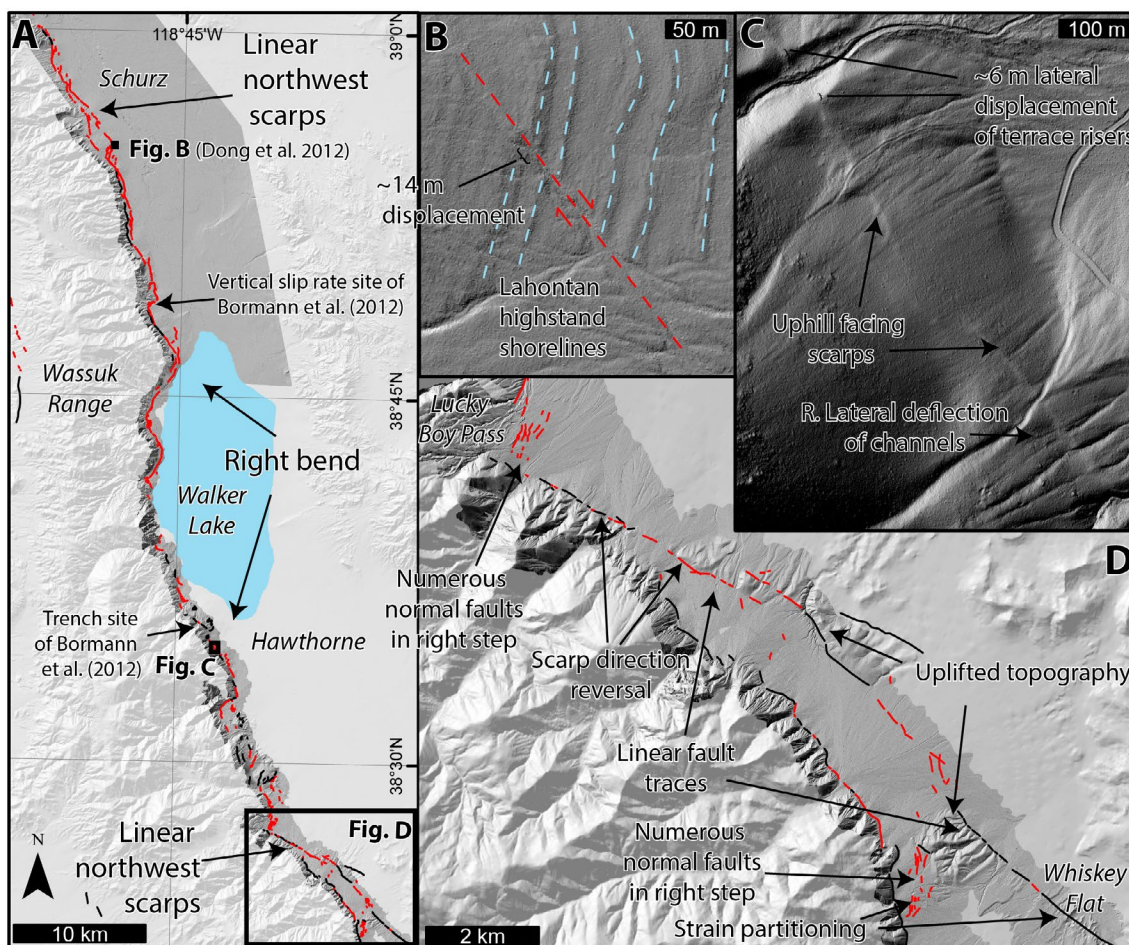 A
118°45'W
39°0'N
Linear
northwest
scarps
Schurz
Fig. B (Dong et al. 2012)
Vertical slip rate site of
Bormann et al. (2012)
Wassuk
Range
38°45'N
Right bend
Walker
Lake
Trench site
of Bormann
et al. (2012)
Hawthorne
Fig. C
38°30'N
Fig. D
Linear
northwest
scarps
N
10 km
B
50 m
~14 m
displacement
Lahontan
highstand
shorelines
C
100 m
~6 m lateral
displacement
of terrace risers
Uphill facing
scarps
R. Lateral deflection
of channels
D
Lucky
Boy Pass
Numerous
normal faults
in right step
Scarp direction
reversal
Uplifted topography
Linear fault
traces
Numerous
normal faults
in right step
Whiskey
Flat
Strain partitioning
2 km